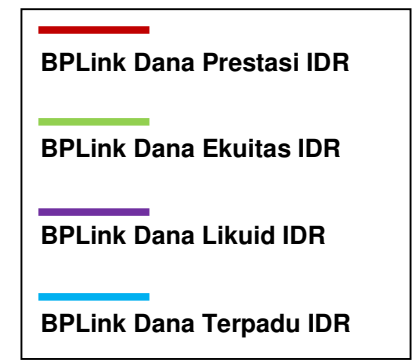 BPLink Dana Prestasi IDR
BPLink Dana Ekuitas IDR
BPLink Dana Likuid IDR
BPLink Dana Terpadu IDR